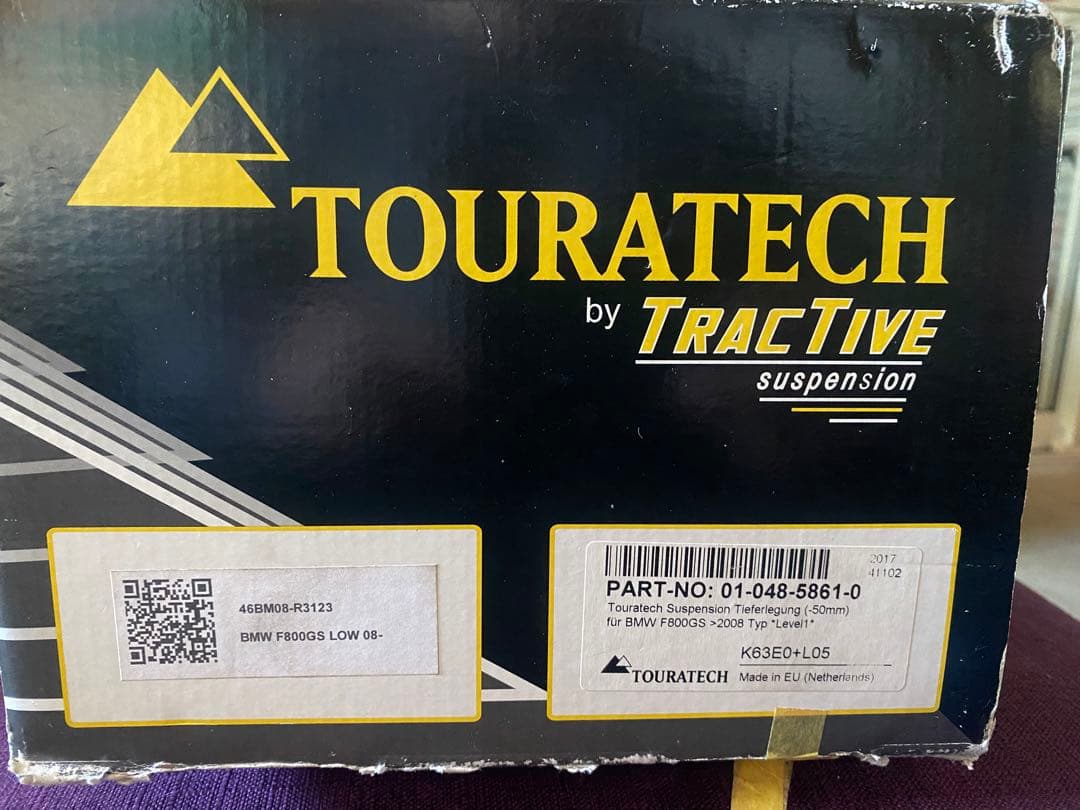 TOURATECH
by TRACTIVE
suspension
46BM08-R3123
BMW F800GS LOW 08-
2017
41102
PART-NO: 01-048-5861-0
Touratech Suspension Tieferlegung (-50mm)
für BMW F800GS >2008 Typ *Level1*
K63E0+L05
TOURATECH Made in EU (Netherlands)